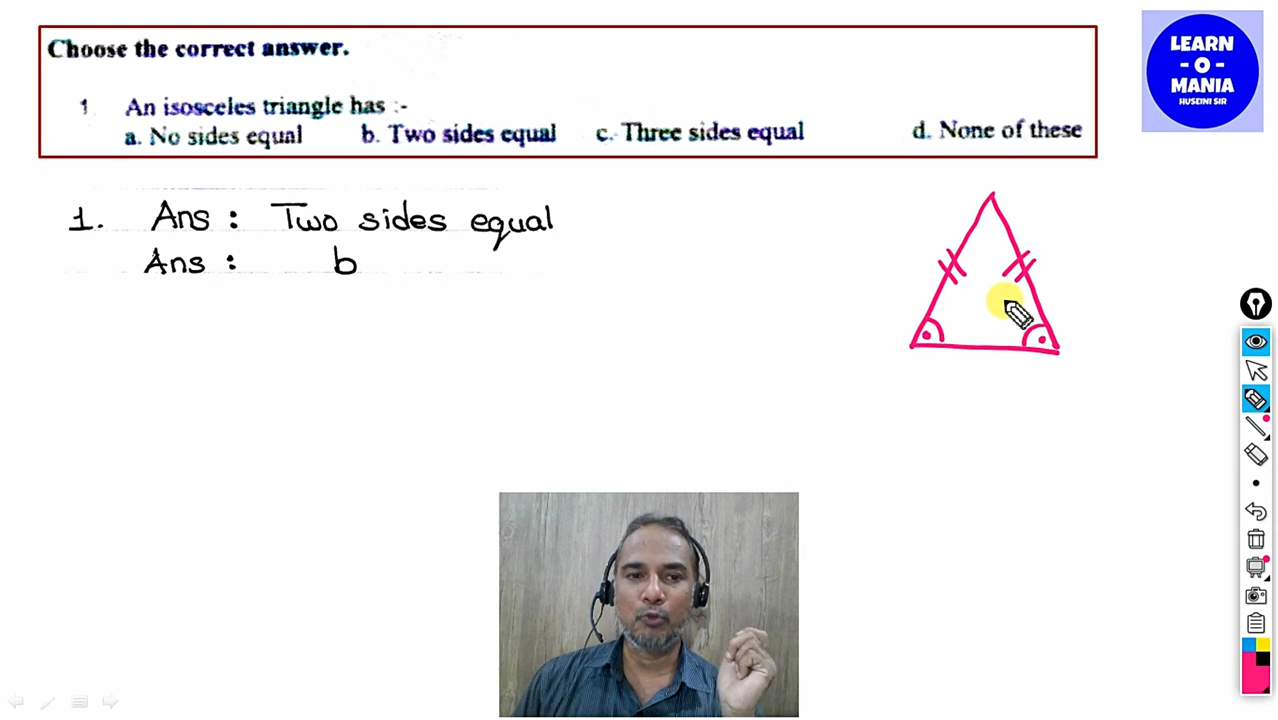 Choose the correct answer.
1. An isosceles triangle has :-
a. No sides equal b. Two sides equal c. Three sides equal d. None of these
LEARN
- O -
MANIA
HUSEINI SIR
1. Ans : Two sides equal
Ans : b